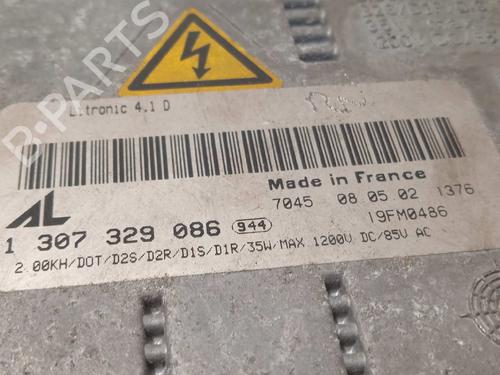 Litronic 4.1 D
Made in France
7045 08 05 02 1376
19FM0486
AL
1 307 329 086 944
2.00KH/DOT/D2S/D2R/D1S/D1R/35W/MAX 1200V DC/85V AC
B-PARTS